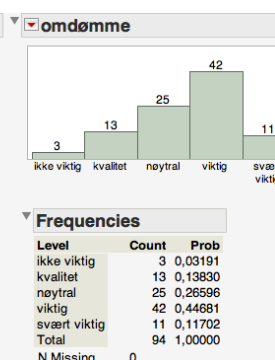 omdømme
42
25
13
11
3
ikke viktig kvalitet nøytral viktig svær
vikti
Frequencies
Level Count Prob
ikke viktig 3 0,03191
kvalitet 13 0,13830
nøytral 25 0,26596
viktig 42 0,44681
svært viktig 11 0,11702
Total 94 1,00000
N Missing 0